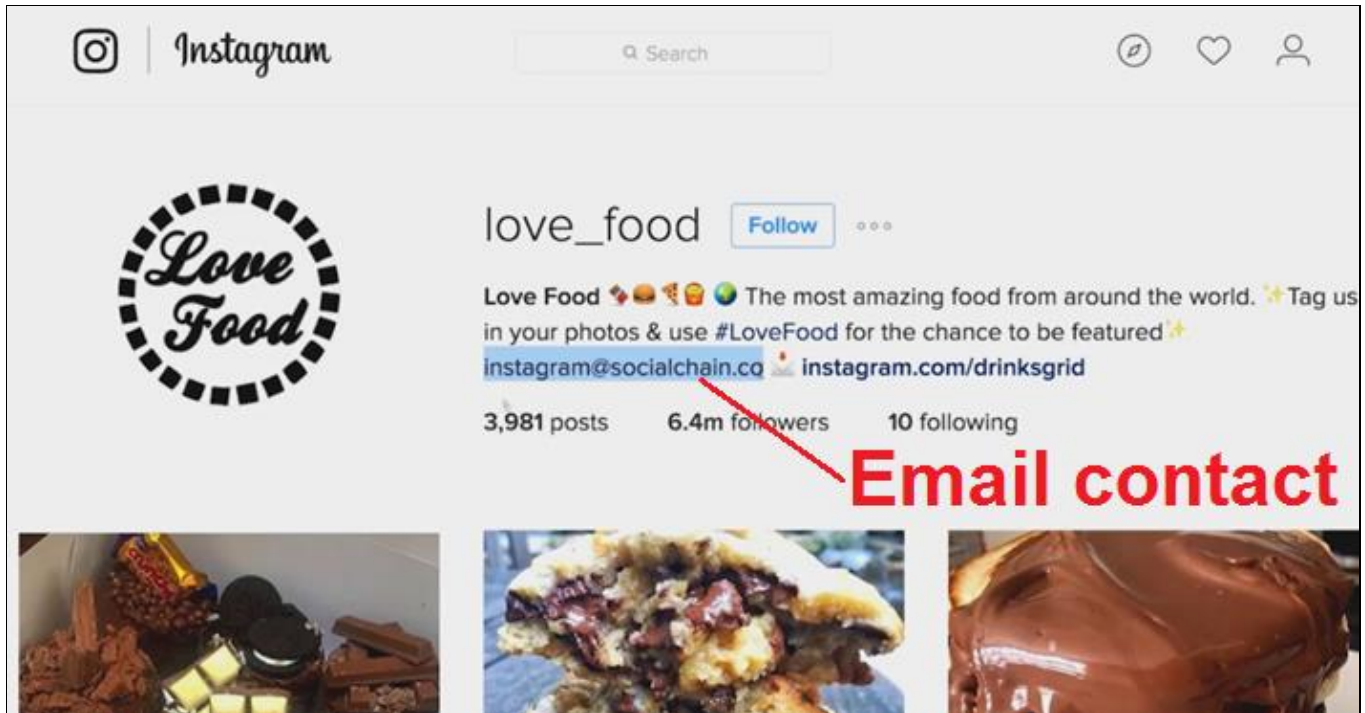 Instagram
Search
Love
Food
love_food Follow
Love Food 🍫🍔🍕🍟 🌍 The most amazing food from around the world. ✨Tag us
in your photos & use #LoveFood for the chance to be featured✨
instagram@socialchain.co 📩 instagram.com/drinksgrid
3,981 posts 6.4m followers 10 following
Email contact
crunchie